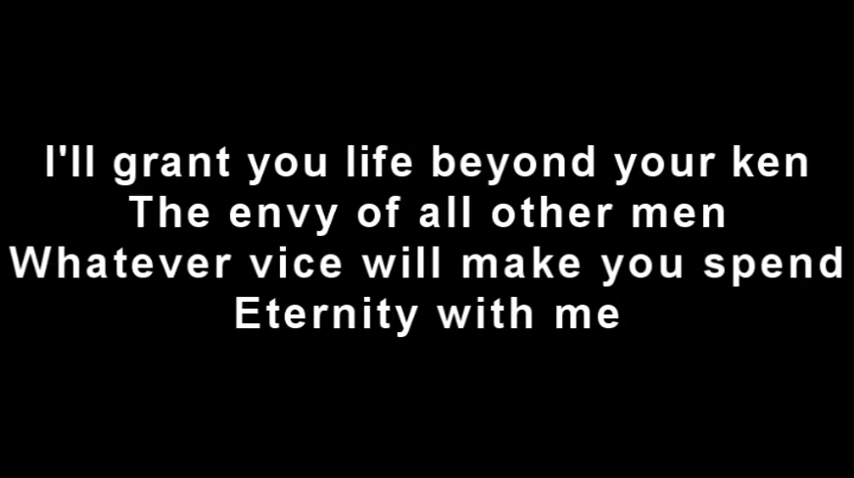 I'll grant you life beyond your ken
The envy of all other men
Whatever vice will make you spend
Eternity with me